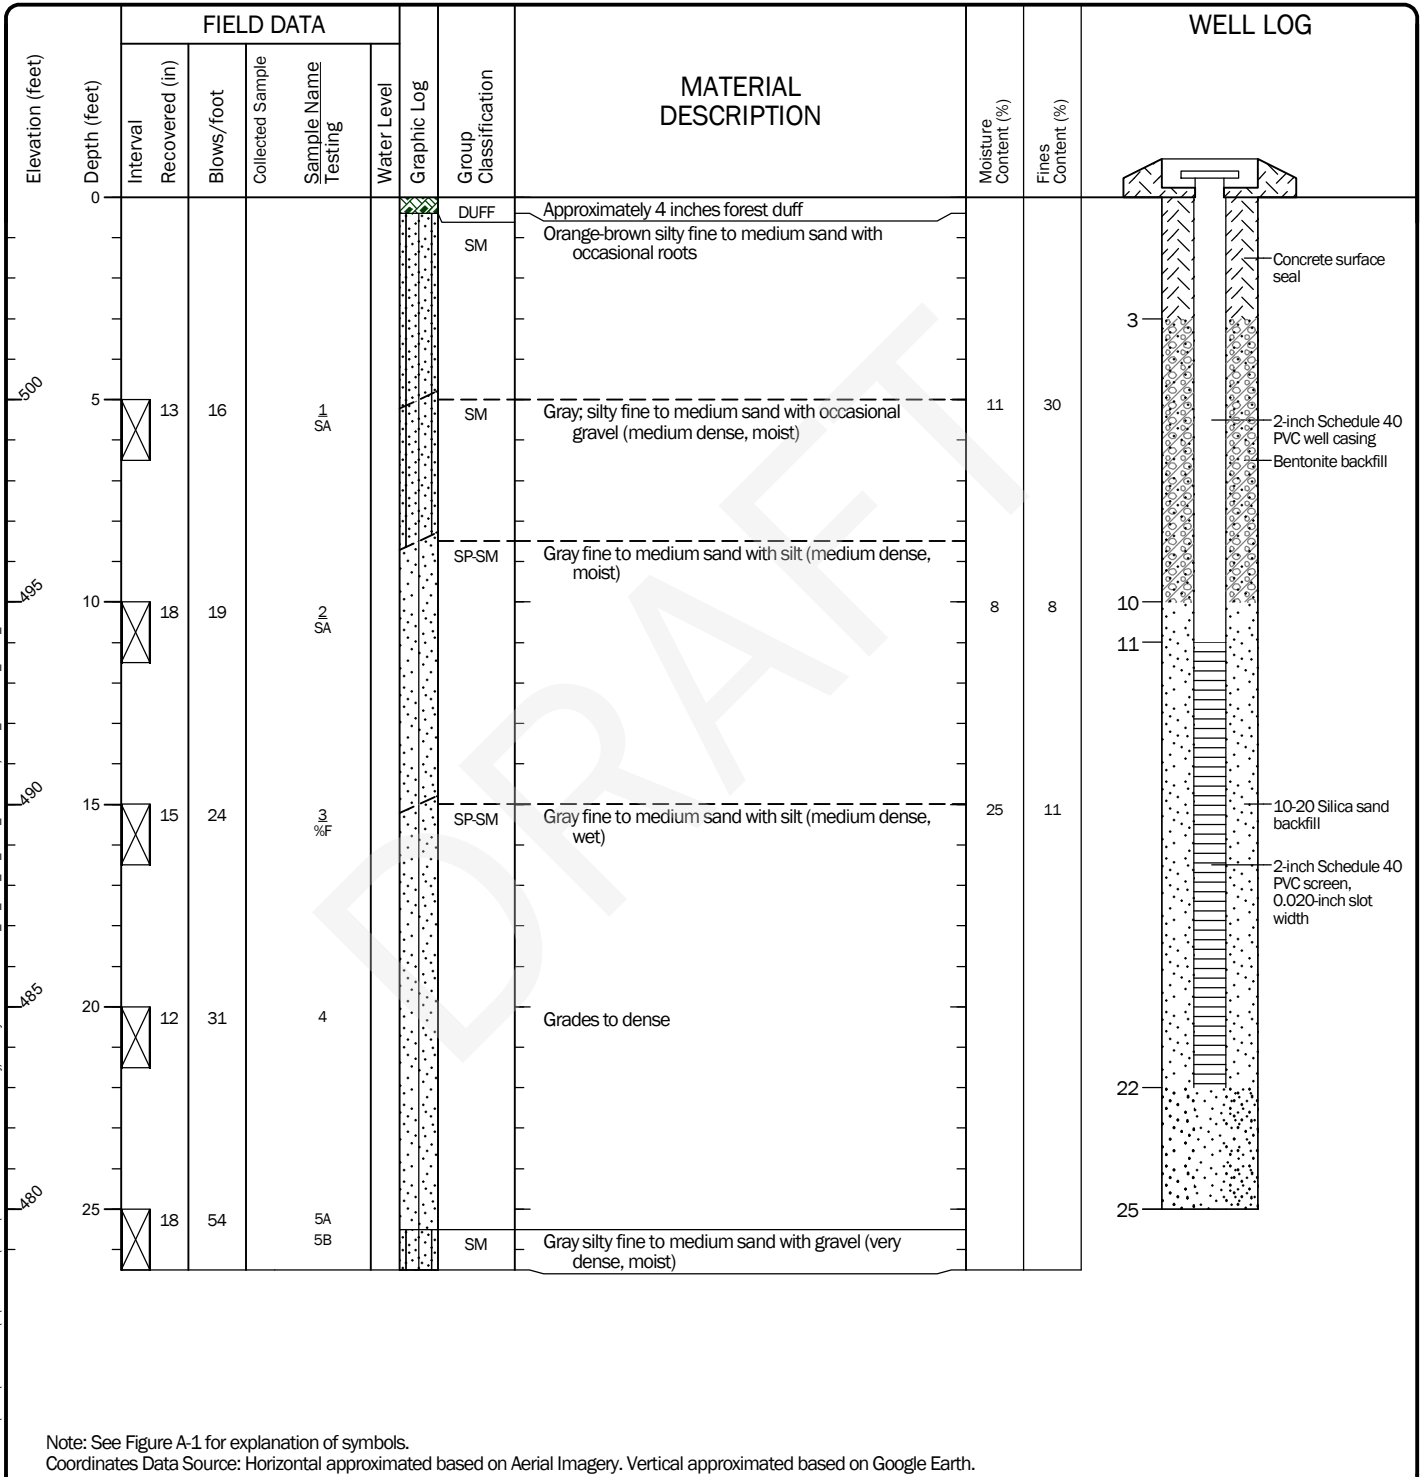 FIELD DATA
WELL LOG
Elevation (feet)
Depth (feet)
Interval
Recovered (in)
Blows/foot
Collected Sample
Sample Name
Testing
Water Level
Graphic Log
Group
Classification
MATERIAL
DESCRIPTION
Moisture
Content (%)
Fines
Content (%)
0
DUFF
Approximately 4 inches forest duff
SM
Orange-brown silty fine to medium sand with
occasional roots
Concrete surface
seal
3
500
5
13
16
1
SA
SM
Gray; silty fine to medium sand with occasional
gravel (medium dense, moist)
11
30
2-inch Schedule 40
PVC well casing
Bentonite backfill
SP-SM
Gray fine to medium sand with silt (medium dense,
moist)
495
10
18
19
2
SA
8
8
10
11
490
15
15
24
3
%F
SP-SM
Gray fine to medium sand with silt (medium dense,
wet)
25
11
10-20 Silica sand
backfill
2-inch Schedule 40
PVC screen,
0.020-inch slot
width
485
20
12
31
4
Grades to dense
22
480
25
18
54
5A
5B
SM
Gray silty fine to medium sand with gravel (very
dense, moist)
25
DRAFT
Note: See Figure A-1 for explanation of symbols.
Coordinates Data Source: Horizontal approximated based on Aerial Imagery. Vertical approximated based on Google Earth.